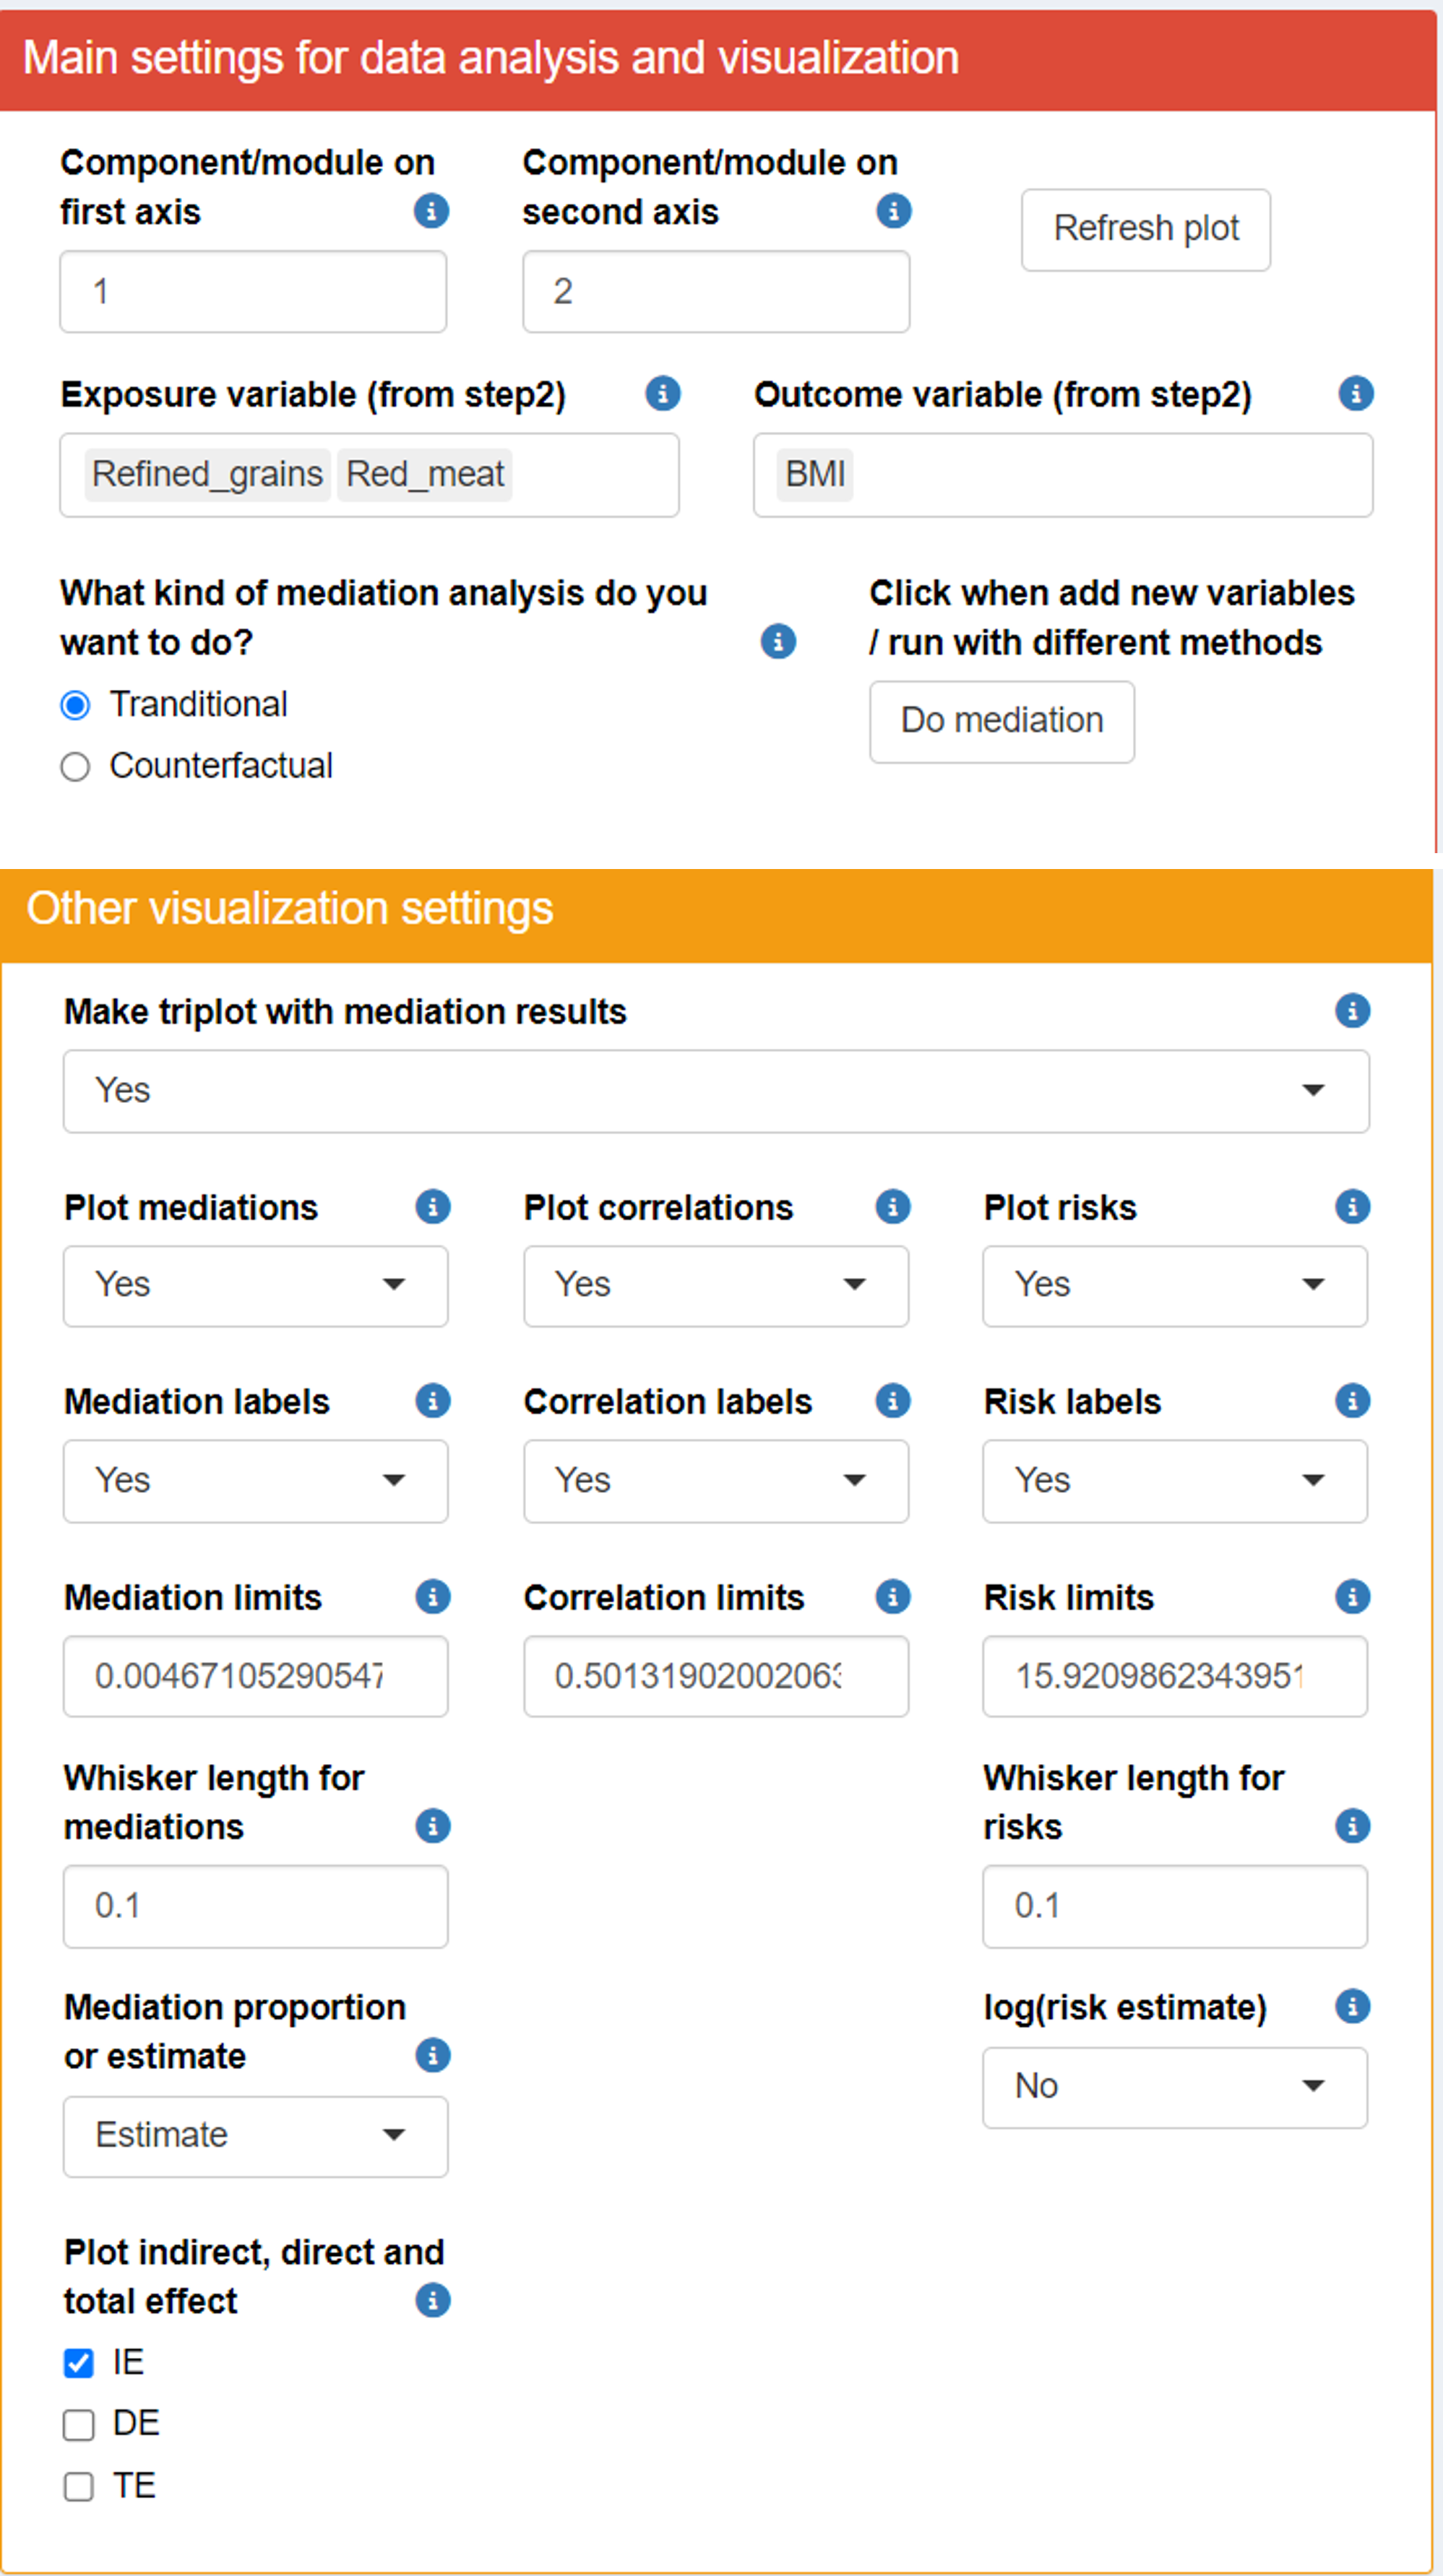 Main settings for data analysis and visualization
Component/module on
first axis
Component/module on
second axis
Refresh plot
1
2
Exposure variable (from step2)
Outcome variable (from step2)
Refined_grains Red_meat
BMI
What kind of mediation analysis do you
want to do?
Click when add new variables
/ run with different methods
Tranditional
Counterfactual
Do mediation
Other visualization settings
Make triplot with mediation results
Yes
Plot mediations
Plot correlations
Plot risks
Yes
Yes
Yes
Mediation labels
Correlation labels
Risk labels
Yes
Yes
Yes
Mediation limits
Correlation limits
Risk limits
0.00467105290547
0.50131902002063
15.9209862343951
Whisker length for
mediations
Whisker length for
risks
0.1
0.1
Mediation proportion
or estimate
log(risk estimate)
Estimate
No
Plot indirect, direct and
total effect
IE
DE
TE